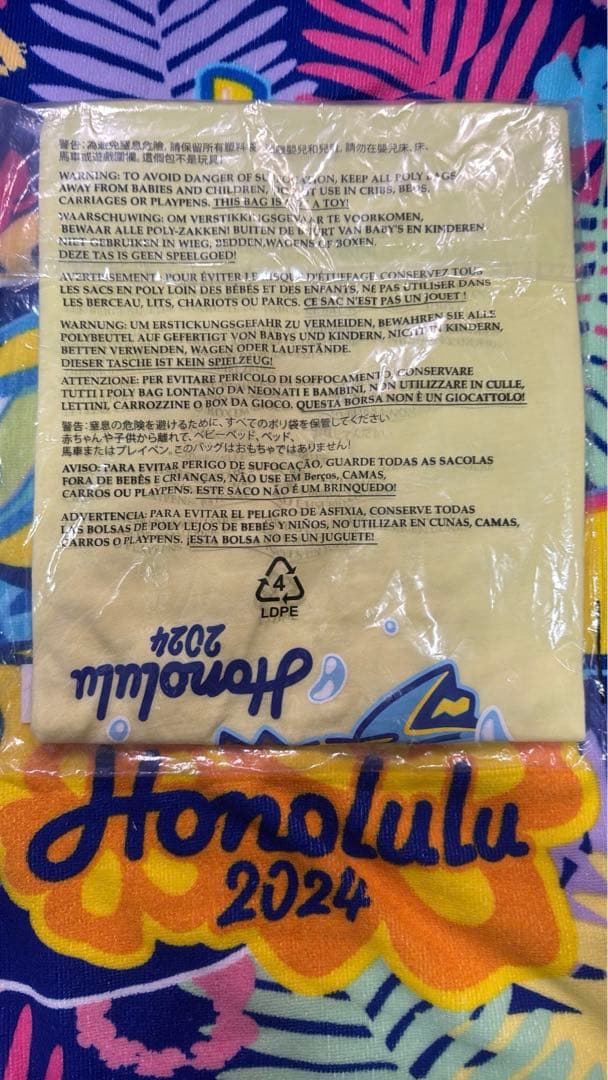 警告:為避免窒息危險, 請保留所有塑料袋 嬰兒和兒童, 請勿在嬰兒床, 床,
馬車或遊戲圍欄, 這個包不是玩具!
WARNING: TO AVOID DANGER OF SUFFOCATION, KEEP ALL POLY BAGS
AWAY FROM BABIES AND CHILDREN, DO NOT USE IN CRIBS, BEDS,
CARRIAGES OR PLAYPENS. THIS BAG IS NOT A TOY!
WAARSCHUWING: OM VERSTIKKINGSGEVAAR TE VOORKOMEN,
BEWAAR ALLE POLY-ZAKKEN! BUITEN DE BUURT VAN BABY'S EN KINDEREN
NIET GEBRUIKEN IN WIEG, BEDDEN,WAGENS OF BOXEN.
DEZE TAS IS GEEN SPEELGOED!
AVERTISSEMENT: POUR ÉVITER LE RISQUE D'ÉTUFFAGE, CONSERVEZ TOUS
LES SACS EN POLY LOIN DES BÉBÉS ET DES ENFANTS, NE PAS UTILISER DANS
LES BERCEAU, LITS, CHARIOTS OU PARCS. CE SAC N'EST PAS UN JOUET !
WARNUNG: UM ERSTICKUNGSGEFAHR ZU VERMEIDEN, BEWAHREN SIE ALLE
POLYBEUTEL AUF GEFERTIGT VON BABYS UND KINDERN, NICHT IN KINDERN,
BETTEN VERWENDEN, WAGEN ODER LAUFSTÄNDE.
DIESER TASCHE IST KEIN SPIELZEUG!
ATTENZIONE: PER EVITARE PERICOLO DI SOFFOCAMENTO, CONSERVARE
TUTTI I POLY BAG LONTANO DA NEONATI E BAMBINI, NON UTILIZZARE IN CULLE,
LETTINI, CARROZZINE O BOX DA GIOCO. QUESTA BORSA NON È UN GIOCATTOLO!
警告:窒息の危険を避けるために, すべてのポリ袋を保管してください
赤ちゃんや子供から離れて、ベビーベッド, ベッド,
馬車またはプレイペン, このバッグはおもちゃではありません!
AVISO: PARA EVITAR PERIGO DE SUFOCAÇÃO, GUARDE TODAS AS SACOLAS
FORA DE BEBÊS E CRIANÇAS, NÃO USE EM Berços, CAMAS,
CARROS OU PLAYPENS. ESTE SACO NÃO É UM BRINQUEDO!
ADVERTENCIA: PARA EVITAR EL PELIGRO DE ASFIXIA, CONSERVE TODAS
LAS BOLSAS DE POLY LEJOS DE BEBÉS Y NIÑOS, NO UTILIZAR EN CUNAS, CAMAS,
CARROS O PLAYPENS. ¡ESTA BOLSA NO ES UN JUGUETE!
4
LDPE
Honolulu
2024
Honolulu
2024